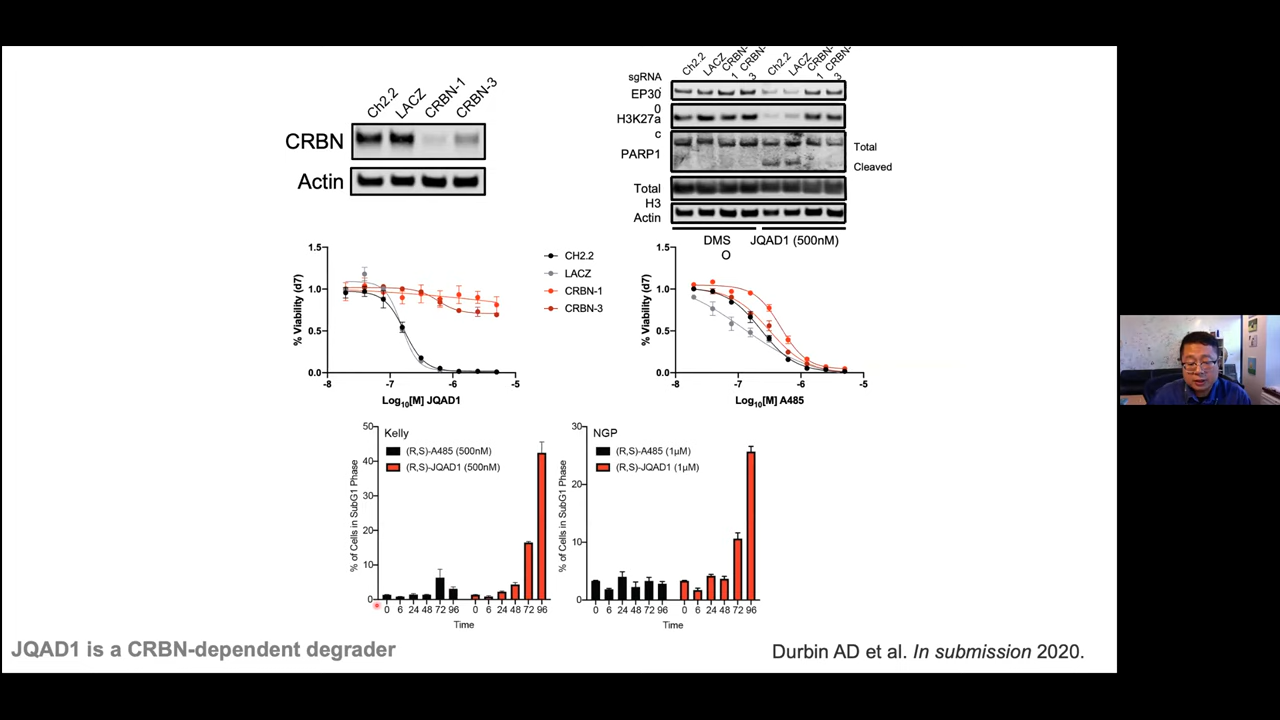 Ch2.2 LACZ CRBN-1 CRBN-3
CRBN
Actin
sgRNA
Ch2.2 LACZ CRBN-1 CRBN-3 Ch2.2 LACZ CRBN-1 CRBN-3
EP30
0
H3K27a
c
PARP1
Total
Cleaved
Total
H3
Actin
DMS
O
JQAD1 (500nM)
% Viability (d7)
1.5
1.0
0.5
0.0
-8 -7 -6 -5
Log10[M] JQAD1
CH2.2
LACZ
CRBN-1
CRBN-3
% Viability (d7)
1.5
1.0
0.5
0.0
-8 -7 -6 -5
Log10[M] A485
Kelly
(R,S)-A485 (500nM)
(R,S)-JQAD1 (500nM)
% of Cells in SubG1 Phase
50
40
30
20
10
0
0 6 24 48 72 96 0 6 24 48 72 96
Time
NGP
(R,S)-A485 (1µM)
(R,S)-JQAD1 (1µM)
% of Cells in SubG1 Phase
30
20
10
0
0 6 24 48 72 96 0 6 24 48 72 96
Time
JQAD1 is a CRBN-dependent degrader
Durbin AD et al. In submission 2020.